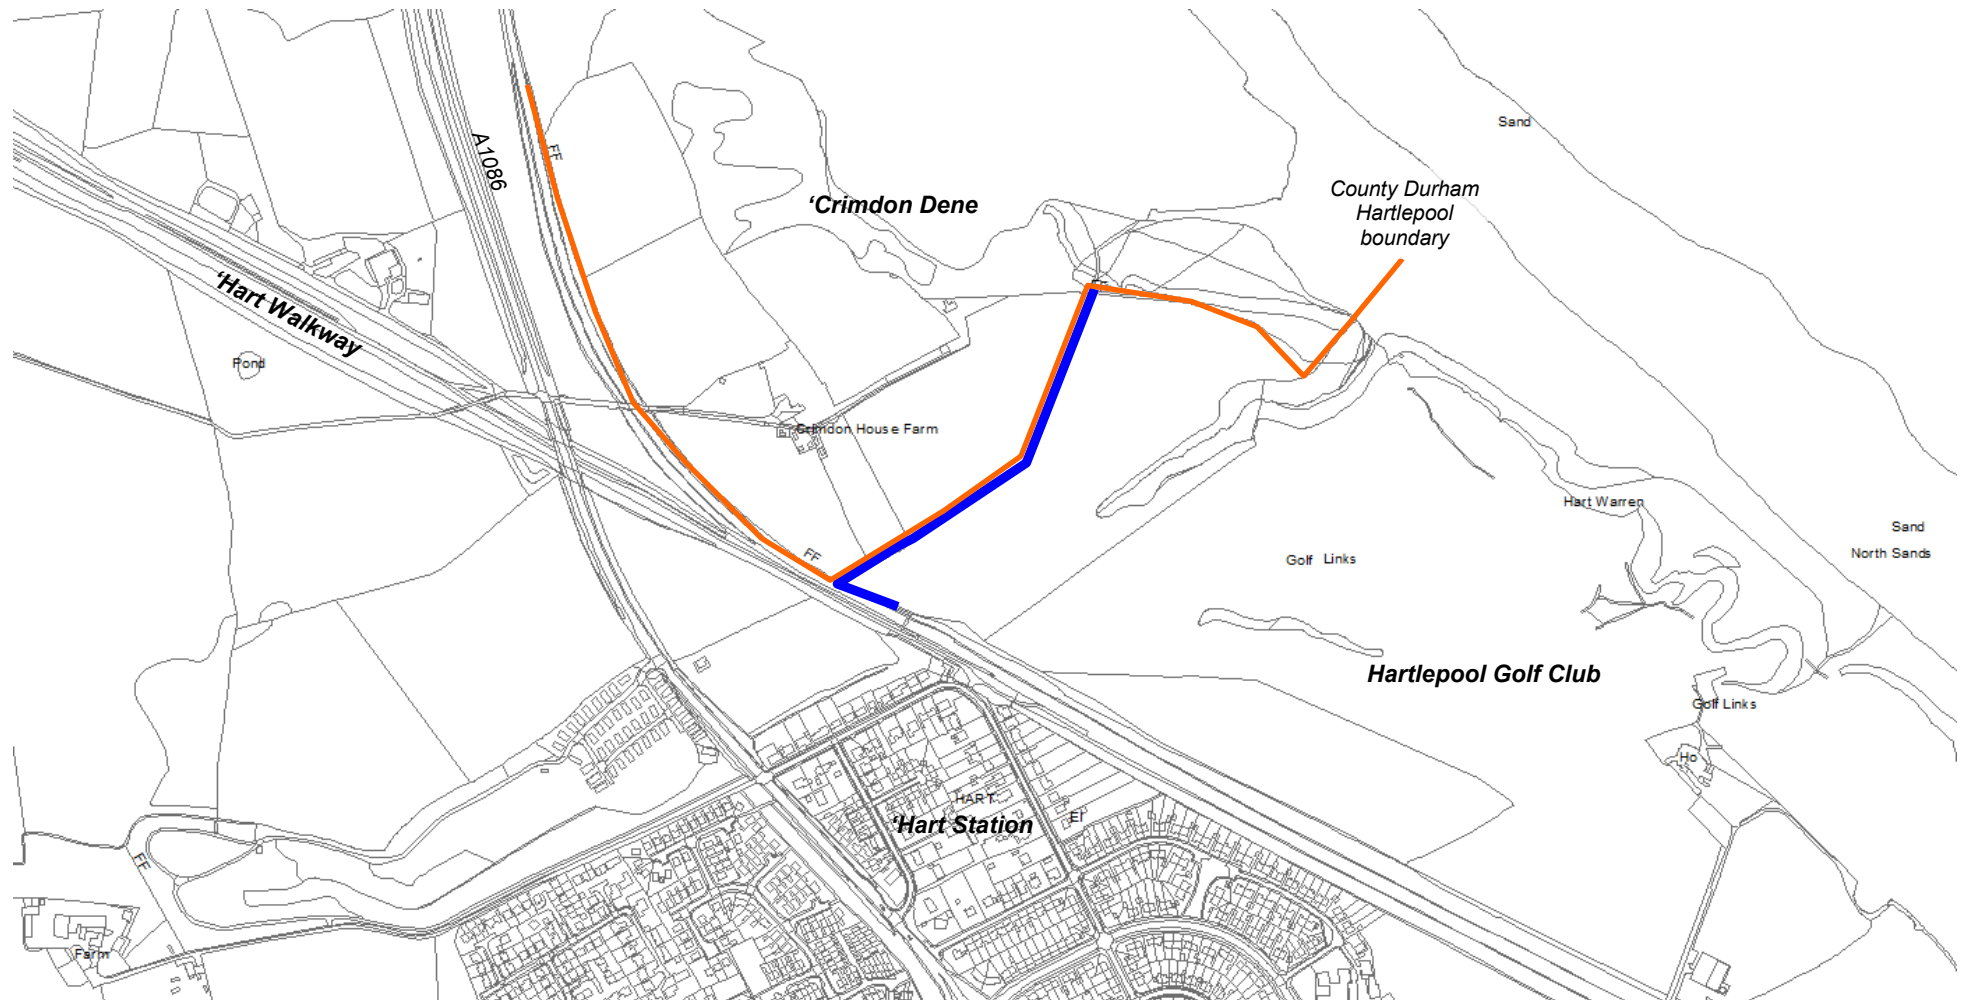 Sand
A1086
FF
County Durham
Hartlepool
boundary
‘Crimdon Dene
‘Hart Walkway
Pond
Crimdon House Farm
Hart Warren
Sand
North Sands
FF
Golf Links
Hartlepool Golf Club
Golf Links
Ho
HART
‘Hart Station
El
FF
Farm